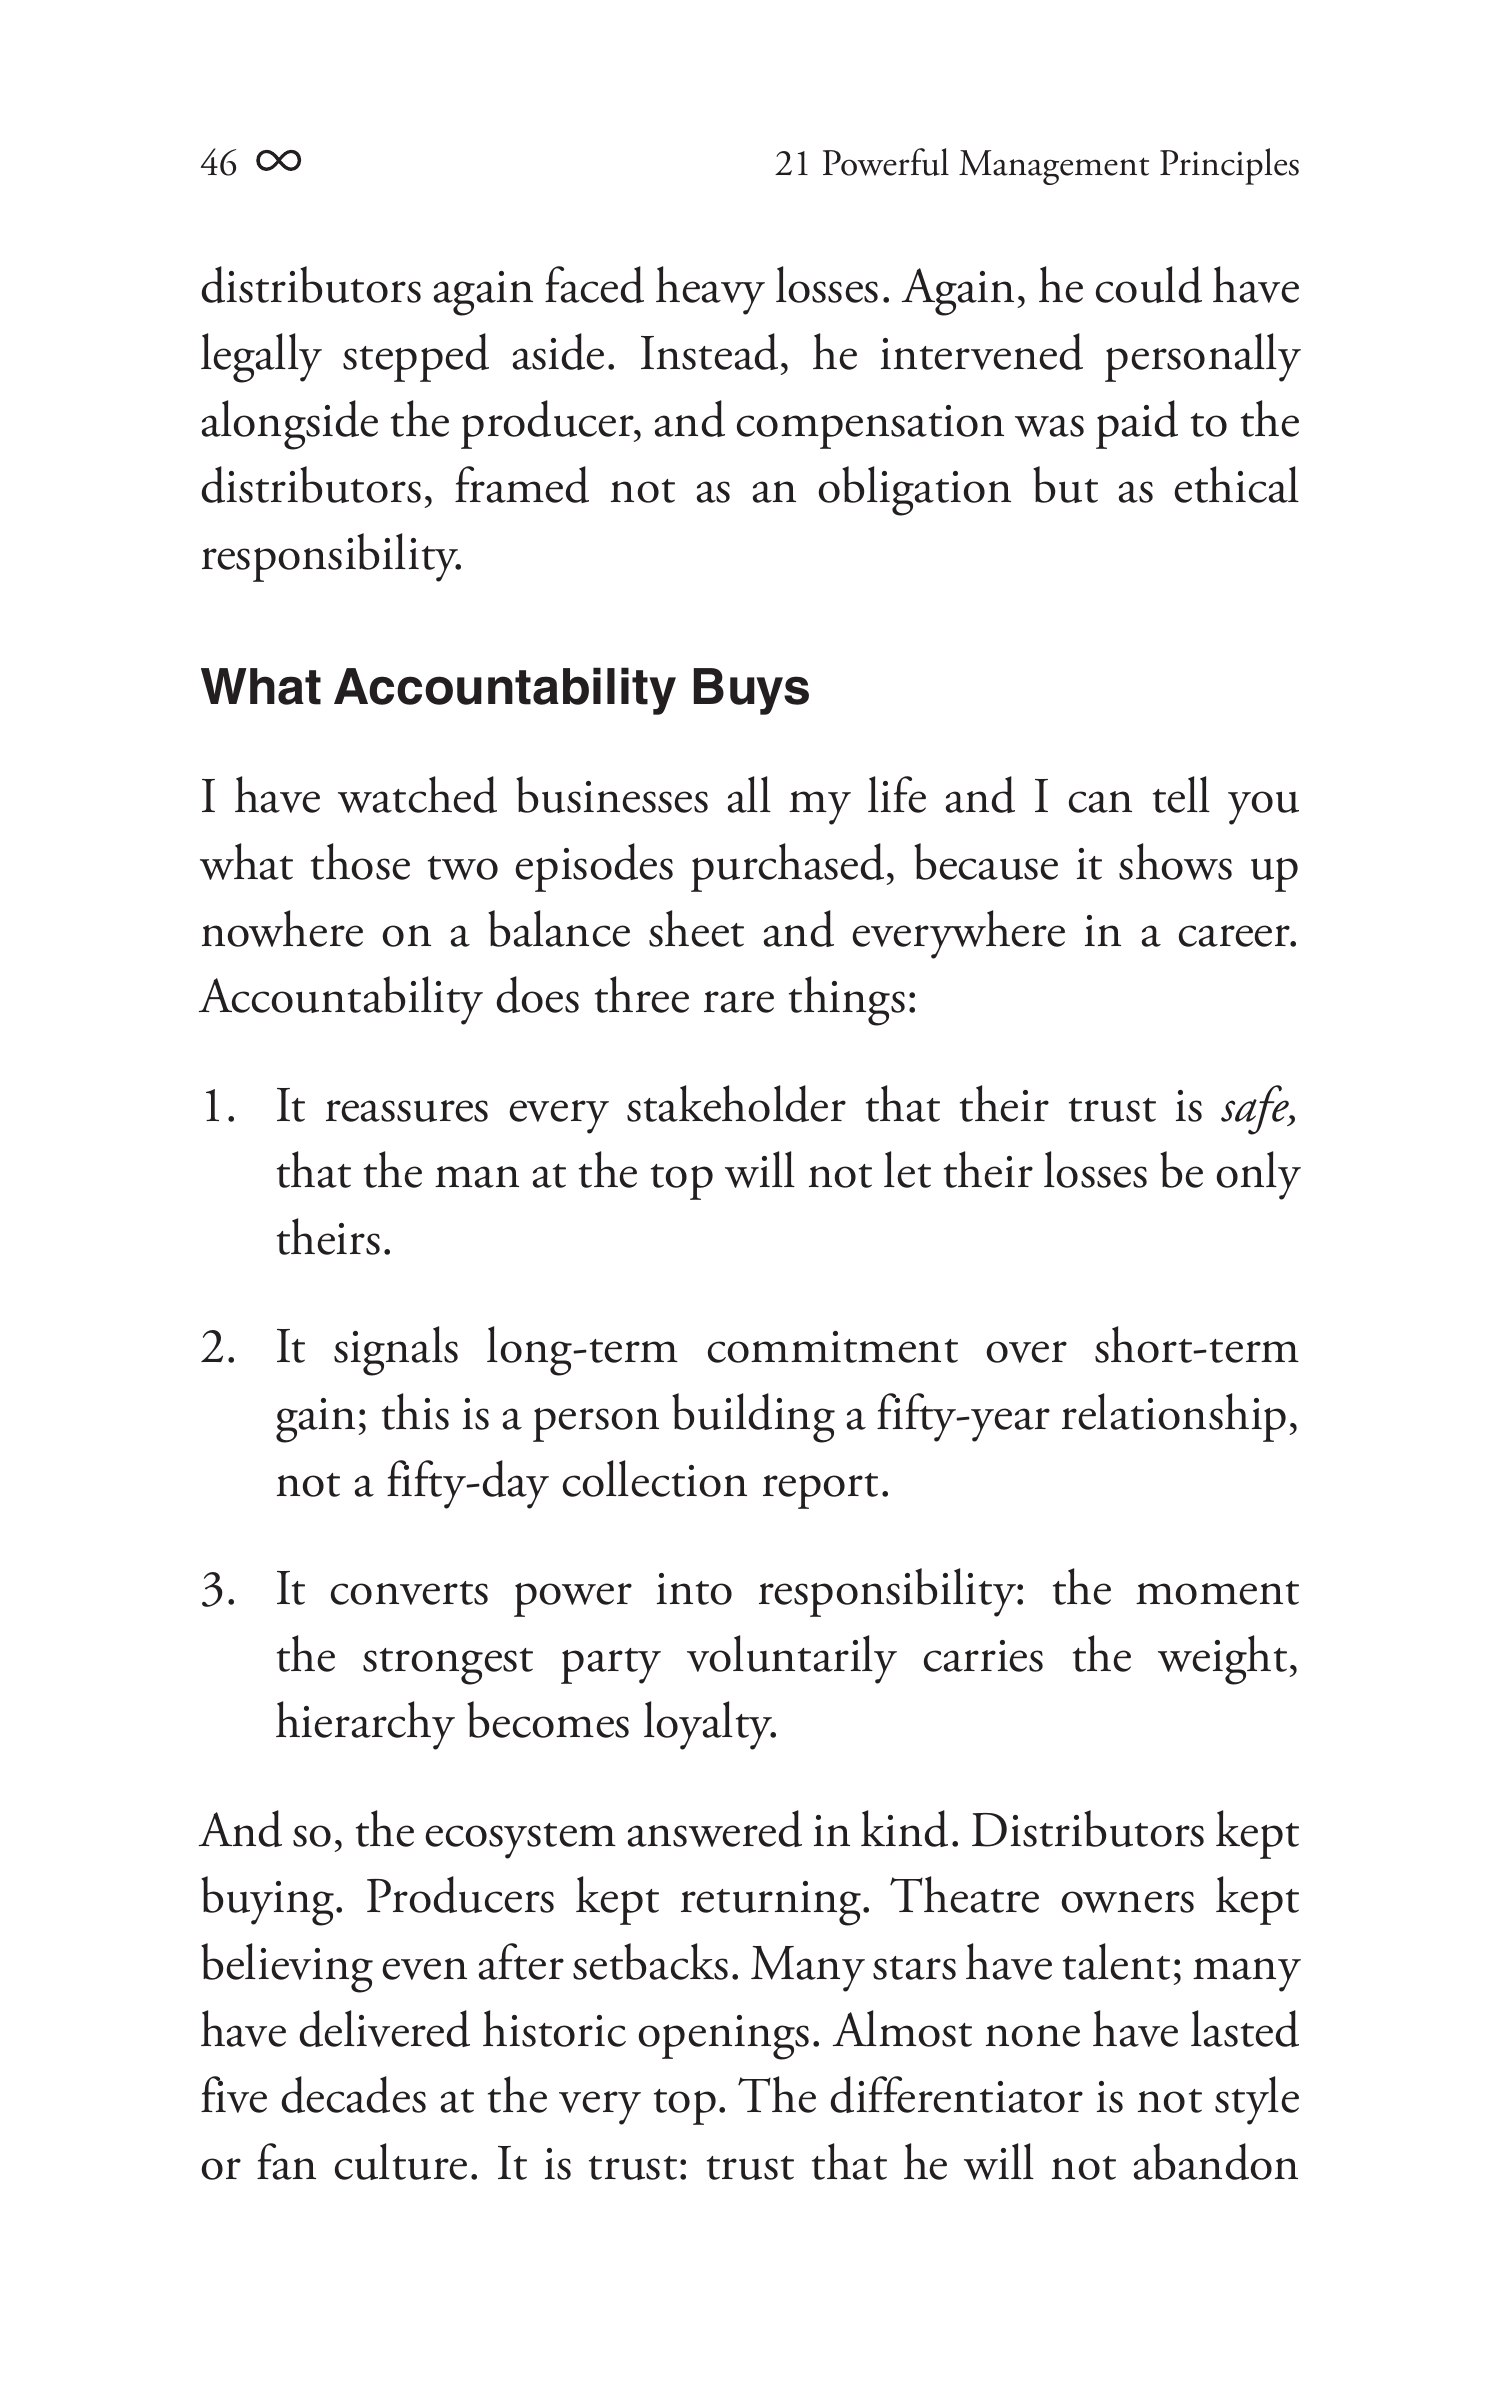 46 ∞ 21 Powerful Management Principles
distributors again faced heavy losses. Again, he could have
legally stepped aside. Instead, he intervened personally
alongside the producer, and compensation was paid to the
distributors, framed not as an obligation but as ethical
responsibility.
What Accountability Buys
I have watched businesses all my life and I can tell you
what those two episodes purchased, because it shows up
nowhere on a balance sheet and everywhere in a career.
Accountability does three rare things:
1. It reassures every stakeholder that their trust is safe,
that the man at the top will not let their losses be only
theirs.
2. It signals long-term commitment over short-term
gain; this is a person building a fifty-year relationship,
not a fifty-day collection report.
3. It converts power into responsibility: the moment
the strongest party voluntarily carries the weight,
hierarchy becomes loyalty.
And so, the ecosystem answered in kind. Distributors kept
buying. Producers kept returning. Theatre owners kept
believing even after setbacks. Many stars have talent; many
have delivered historic openings. Almost none have lasted
five decades at the very top. The differentiator is not style
or fan culture. It is trust: trust that he will not abandon